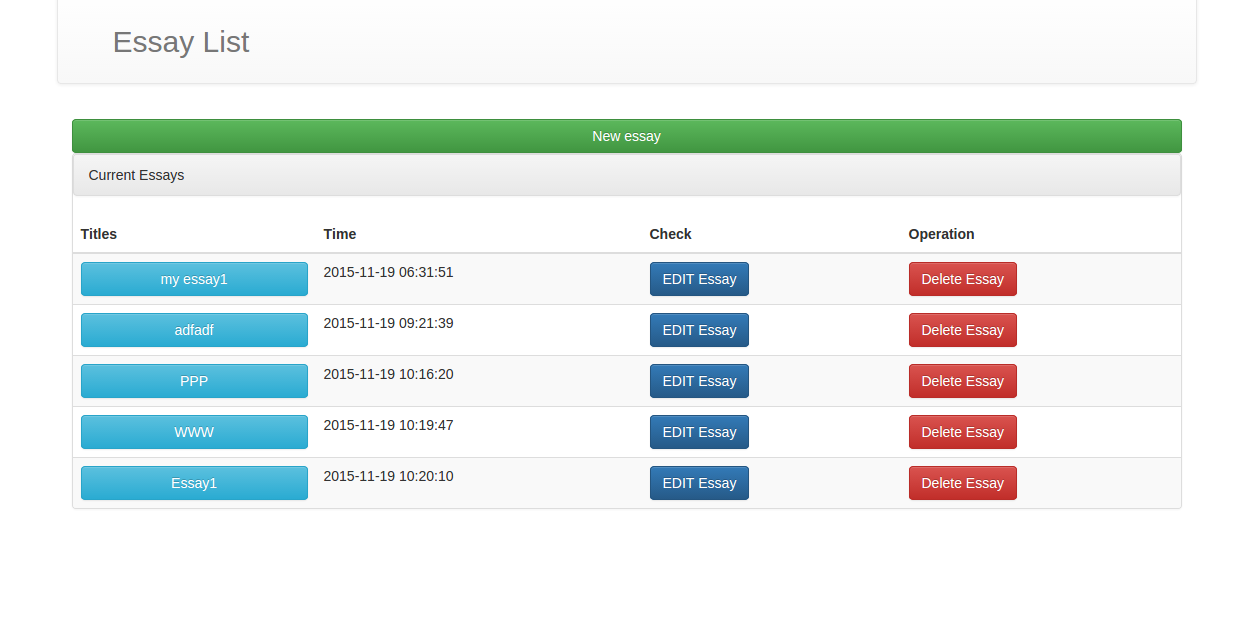 Essay List
New essay
Current Essays
Titles Time Check Operation
my essay1 2015-11-19 06:31:51 EDIT Essay Delete Essay
adfadf 2015-11-19 09:21:39 EDIT Essay Delete Essay
PPP 2015-11-19 10:16:20 EDIT Essay Delete Essay
WWW 2015-11-19 10:19:47 EDIT Essay Delete Essay
Essay1 2015-11-19 10:20:10 EDIT Essay Delete Essay